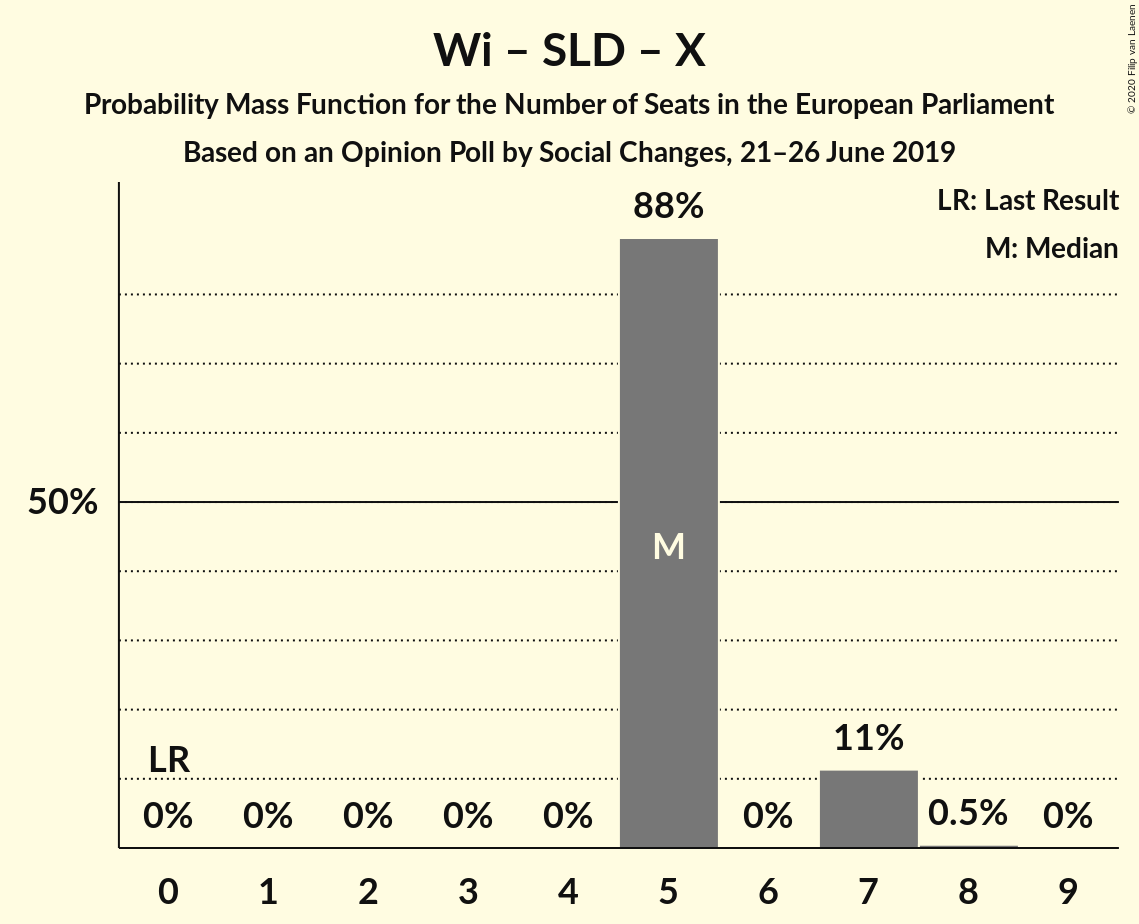 Wi – SLD – X
Probability Mass Function for the Number of Seats in the European Parliament
Based on an Opinion Poll by Social Changes, 21–26 June 2019
© 2020 Filip van Laenen
LR: Last Result
M: Median
88%
50%
M
11%
LR
0% 0% 0% 0% 0% 0% 0.5% 0%
0 1 2 3 4 5 6 7 8 9